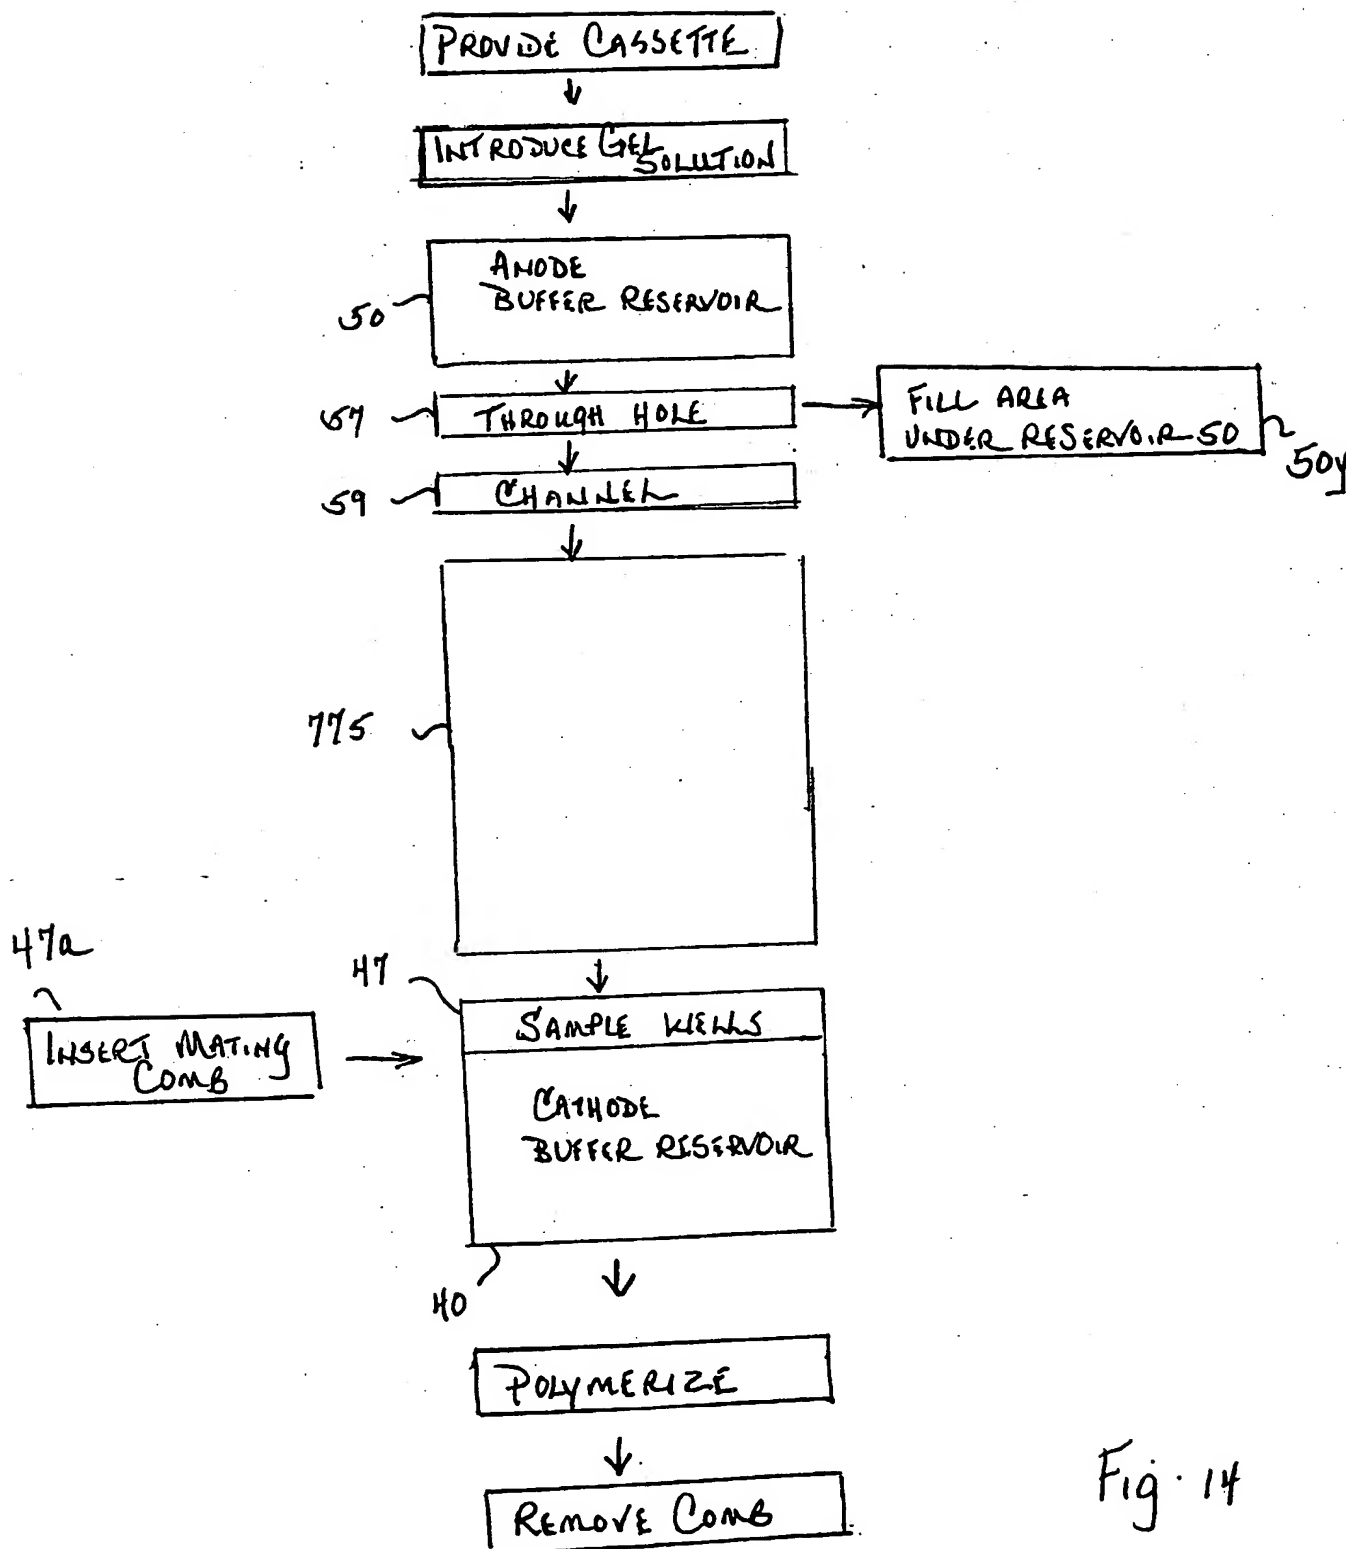 PROVIDE CASSETTE
INTRODUCE GEL
SOLUTION
ANODE
BUFFER RESERVOIR
50
57
THROUGH HOLE
FILL AREA
UNDER RESERVOIR 50
50y
59
CHANNEL
775
47a
47
INSERT MATING
COMB
SAMPLE WELLS
CATHODE
BUFFER RESERVOIR
40
POLYMERIZE
REMOVE COMB
Fig. 14